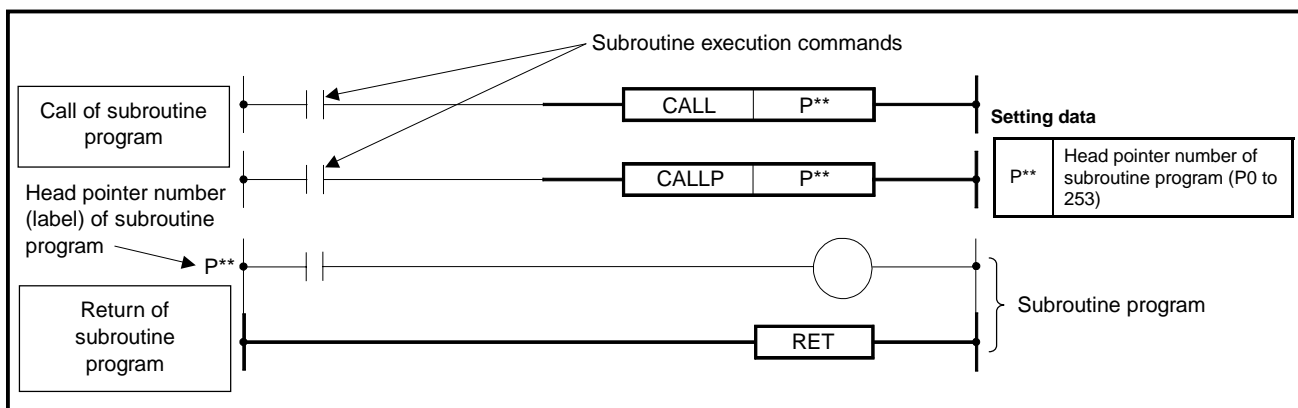 Subroutine execution commands
Call of subroutine
program
CALL P**
Setting data
P** Head pointer number of
subroutine program (P0 to
253)
CALLP P**
Head pointer number
(label) of subroutine
program
P**
Return of
subroutine
program
RET
Subroutine program